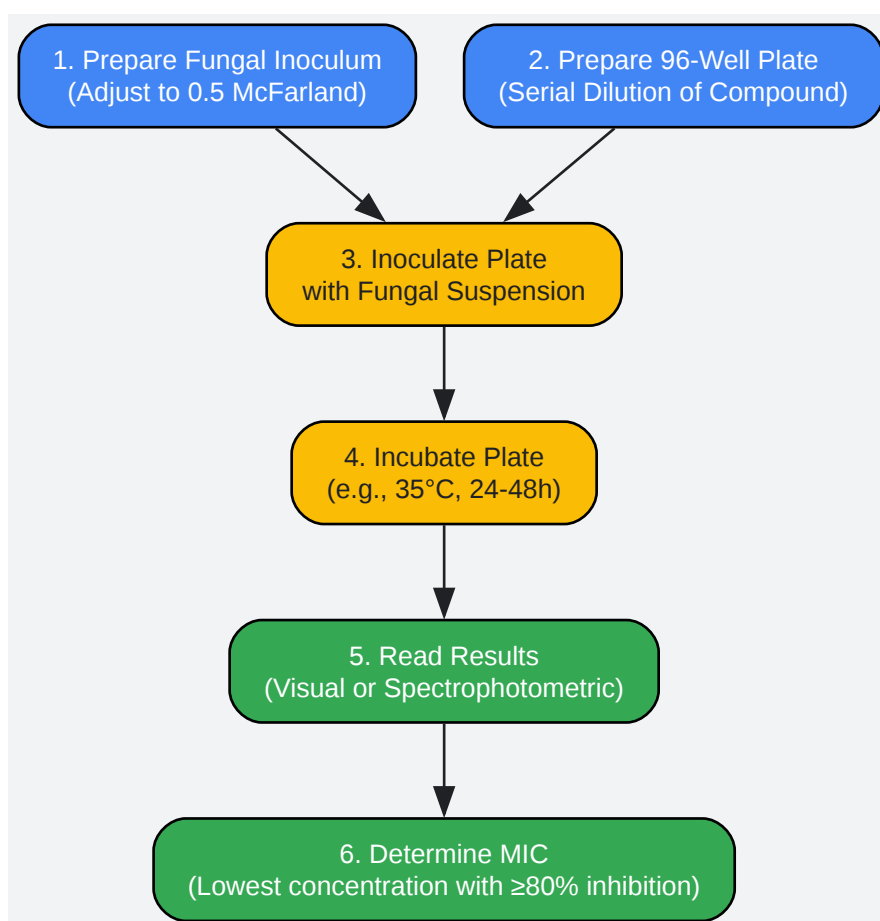 1. Prepare Fungal Inoculum
(Adjust to 0.5 McFarland)
2. Prepare 96-Well Plate
(Serial Dilution of Compound)
3. Inoculate Plate
with Fungal Suspension
4. Incubate Plate
(e.g., 35°C, 24-48h)
5. Read Results
(Visual or Spectrophotometric)
6. Determine MIC
(Lowest concentration with ≥80% inhibition)